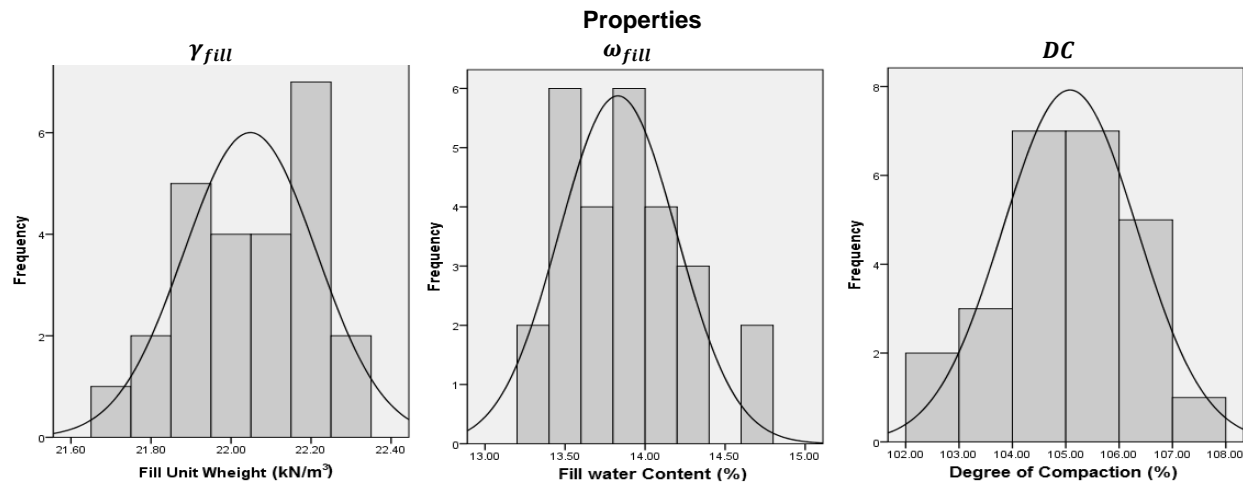 Properties
γ_fill
ω_fill
DC
Frequency
6
4
2
0
21.60 21.80 22.00 22.20 22.40
Fill Unit Wheight (kN/m³)
Frequency
6
5
4
3
2
1
0
13.00 13.50 14.00 14.50 15.00
Fill water Content (%)
Frequency
8
6
4
2
0
102.00 103.00 104.00 105.00 106.00 107.00 108.00
Degree of Compaction (%)